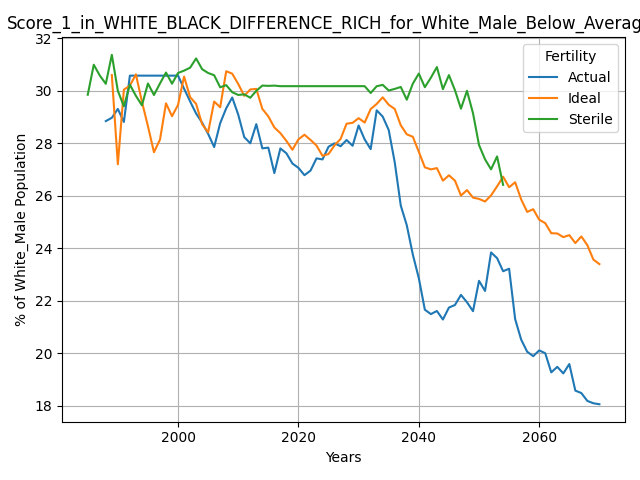 Score_1_in_WHITE_BLACK_DIFFERENCE_RICH_for_White_Male_Below_Averag
32
30
28
26
24
22
20
18
% of White_Male Population
Fertility
Actual
Ideal
Sterile
2000
2020
2040
2060
Years